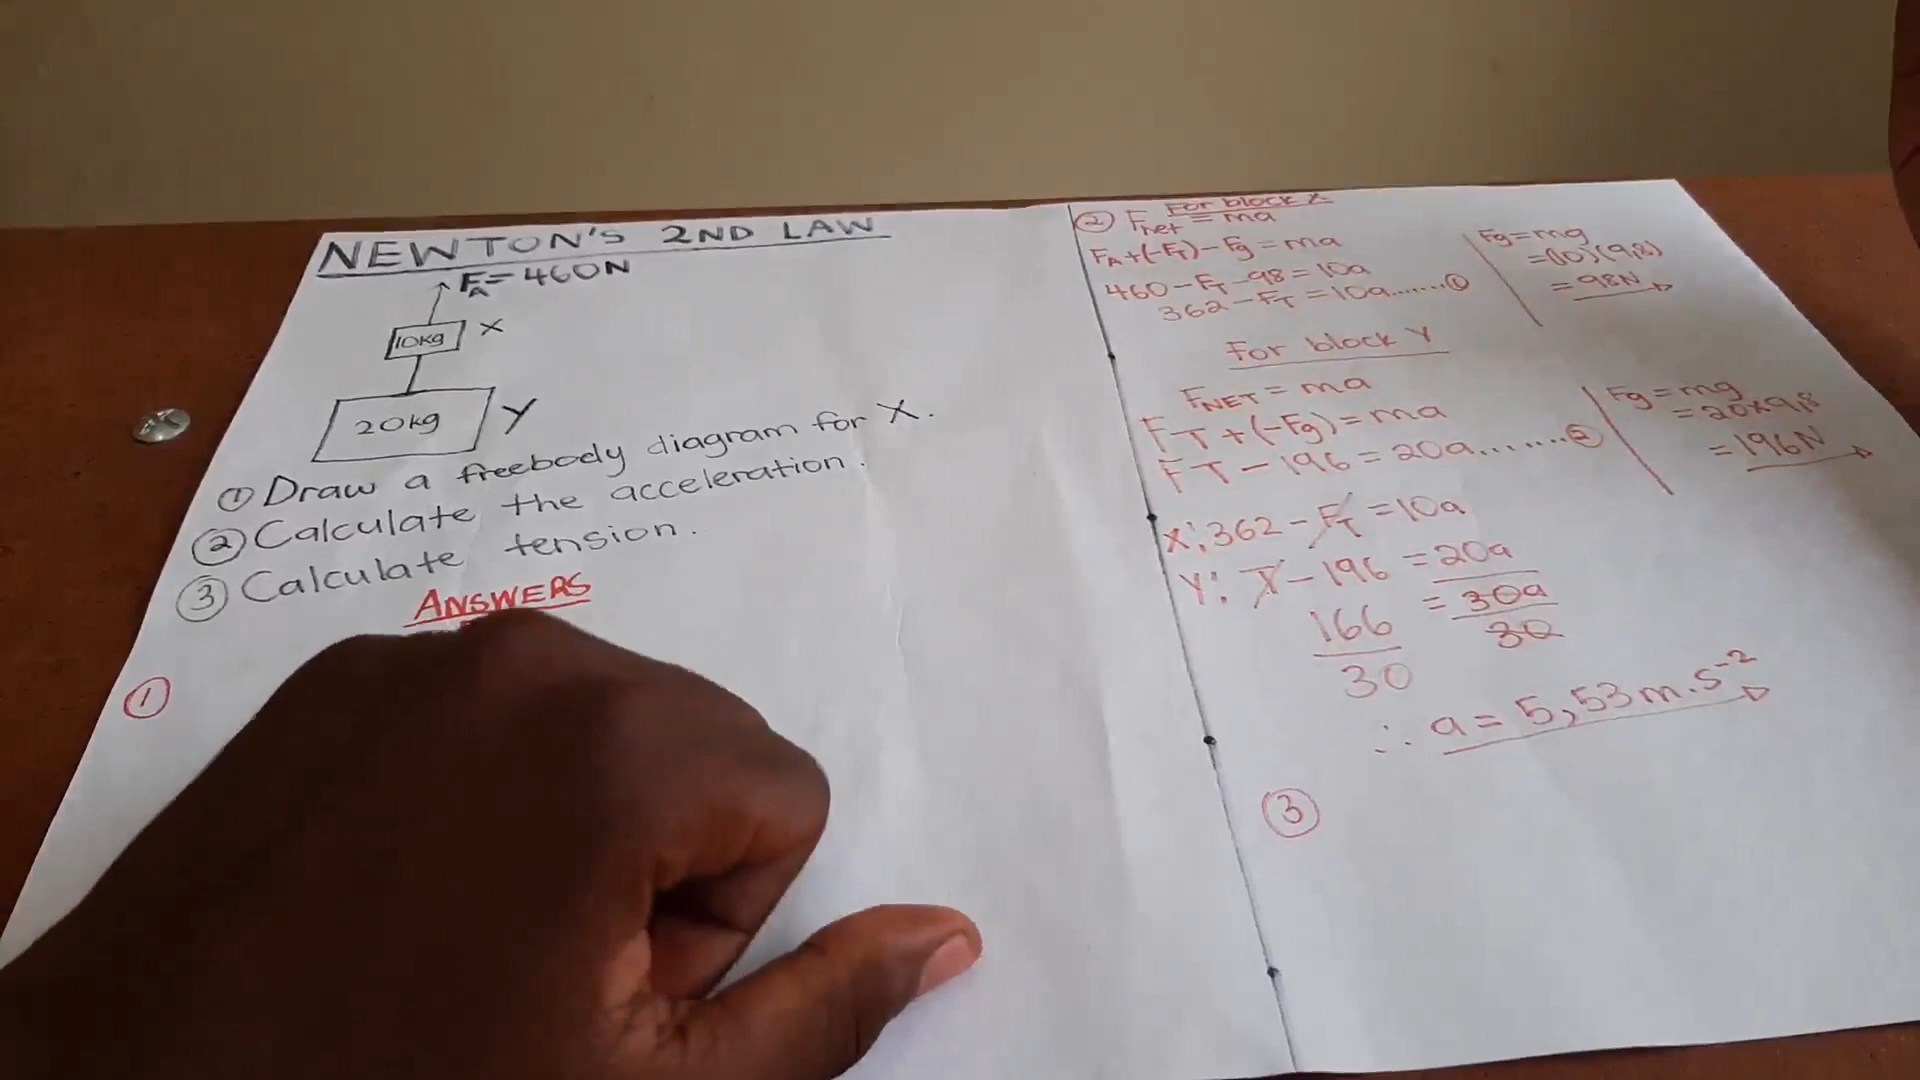 NEWTON'S 2ND LAW
FA = 460N
10kg X
20kg Y
① Draw a freebody diagram for X.
② Calculate the acceleration.
③ Calculate tension.
ANSWERS
①
For block X
② Fnet = ma
FA+(-FT)-Fg = ma
460-FT-98 = 10a
362-FT = 10a.......①
Fg = mg
= (10)(9,8)
= 98N
For block Y
FNET = ma
FT+(-Fg) = ma
FT-196 = 20a.......②
Fg = mg
= 20×9,8
= 196N
X: 362 - FT = 10a
Y: T - 196 = 20a
166 = 30a
30 30
∴ a = 5,53m.s⁻²
③